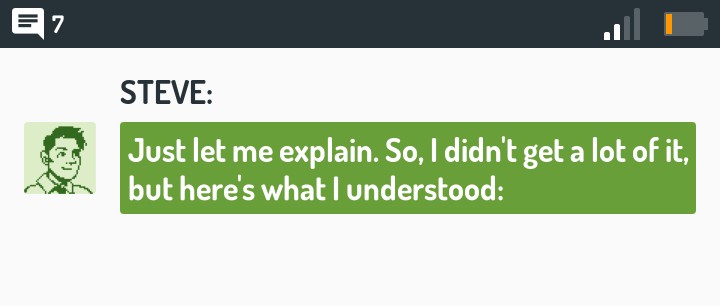 7
STEVE:
Just let me explain. So, I didn't get a lot of it,
but here's what I understood: